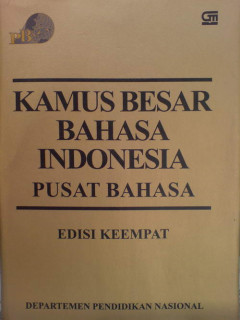 KAMUS BESAR
BAHASA
INDONESIA
PUSAT BAHASA
EDISI KEEMPAT
DEPARTEMEN PENDIDIKAN NASIONAL